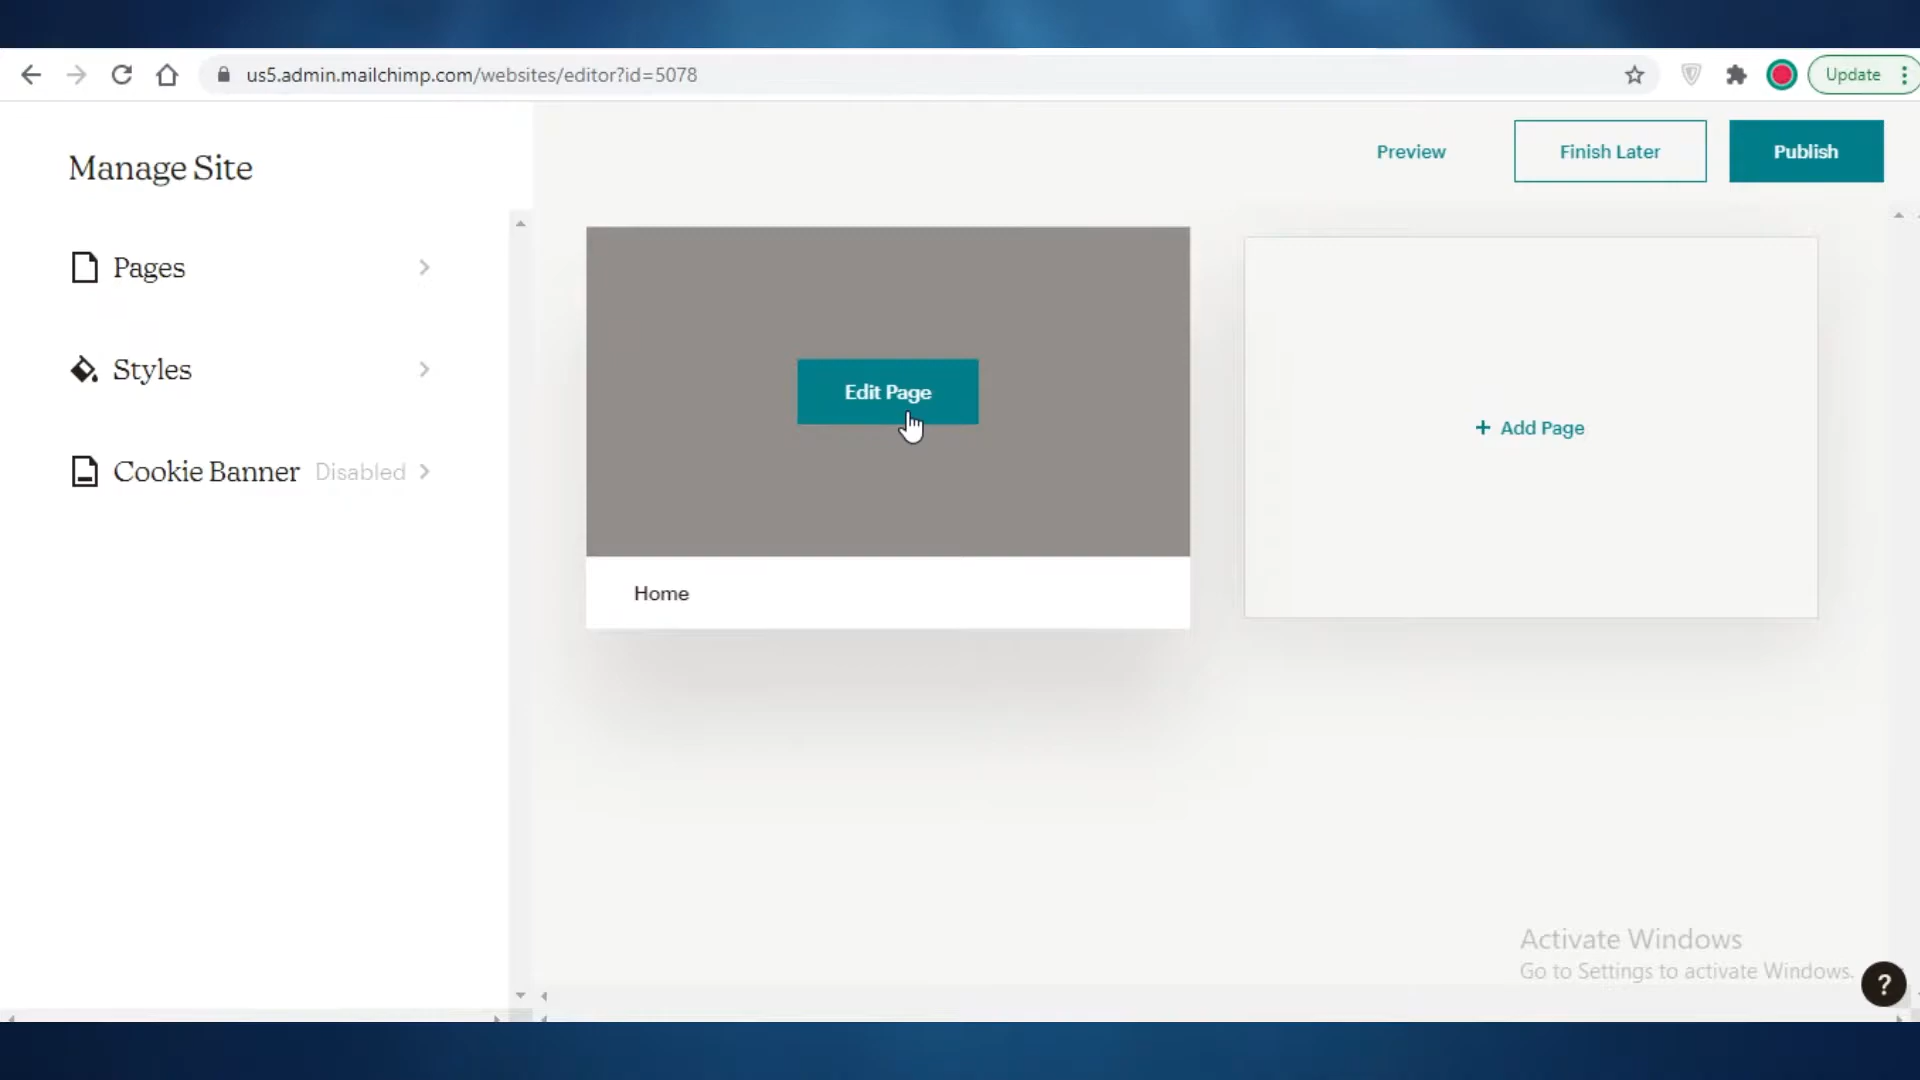 us5.admin.mailchimp.com/websites/editor?id=5078
Update
Manage Site
Preview
Finish Later
Publish
Pages
Styles
Cookie Banner Disabled
Edit Page
Home
+ Add Page
Activate Windows
Go to Settings to activate Windows.
?